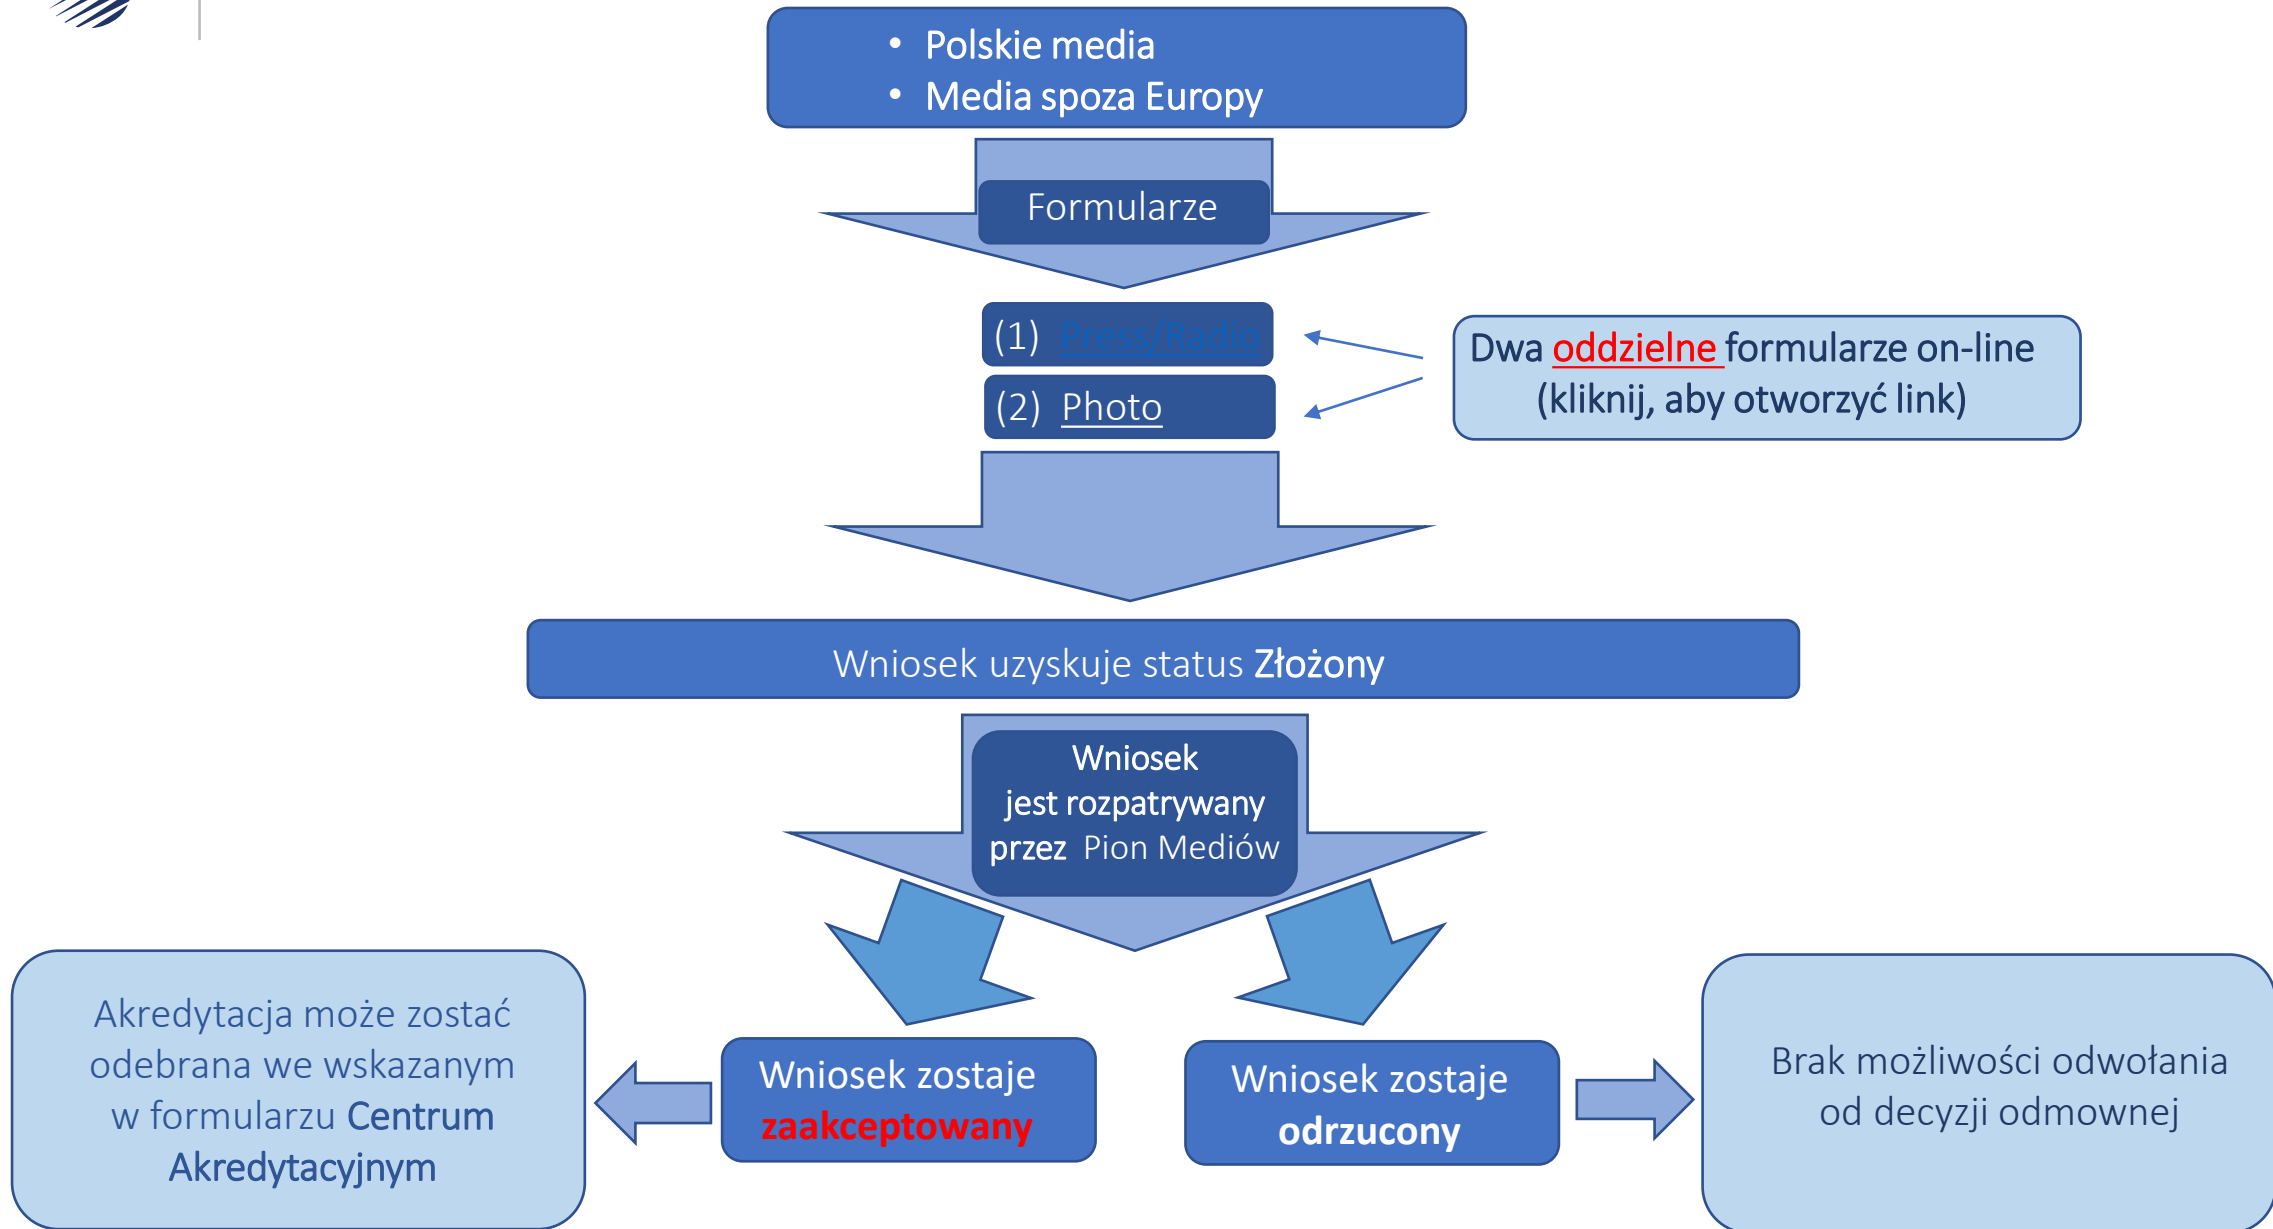 • Polskie media
• Media spoza Europy
Formularze
(1) Press/Radio
(2) Photo
Dwa oddzielne formularze on-line
(kliknij, aby otworzyć link)
Wniosek uzyskuje status Złożony
Wniosek
jest rozpatrywany
przez Pion Mediów
Akredytacja może zostać
odebrana we wskazanym
w formularzu Centrum
Akredytacyjnym
Wniosek zostaje
zaakceptowany
Wniosek zostaje
odrzucony
Brak możliwości odwołania
od decyzji odmownej